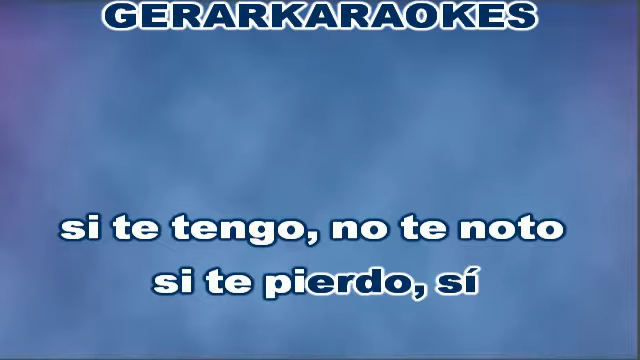 GERARKARAOKES
si te tengo, no te noto
si te pierdo, sí